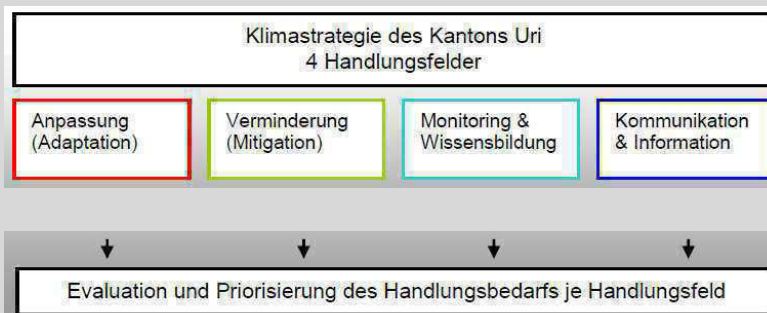 Klimastrategie des Kantons Uri
4 Handlungsfelder
Anpassung
(Adaptation)
Verminderung
(Mitigation)
Monitoring &
Wissensbildung
Kommunikation
& Information
Evaluation und Priorisierung des Handlungsbedarfs je Handlungsfeld